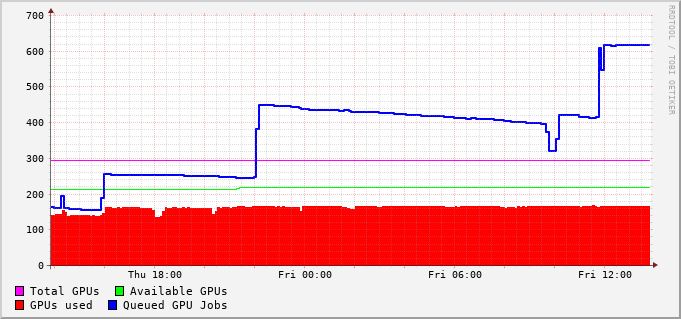 700
600
500
400
300
200
100
0
Thu 18:00 Fri 00:00 Fri 06:00 Fri 12:00
Total GPUs Available GPUs
GPUs used Queued GPU Jobs
RRDTOOL / TOBI OETIKER